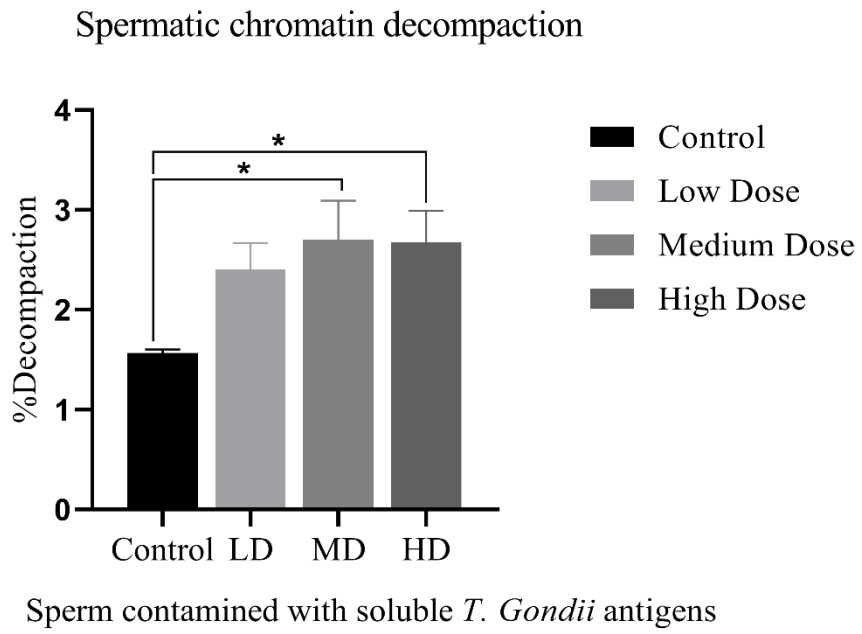 Spermatic chromatin decompaction
4
3
2
1
0
%Decompaction
*
*
Control
Low Dose
Medium Dose
High Dose
Control LD MD HD
Sperm contaminated with soluble T. Gondii antigens